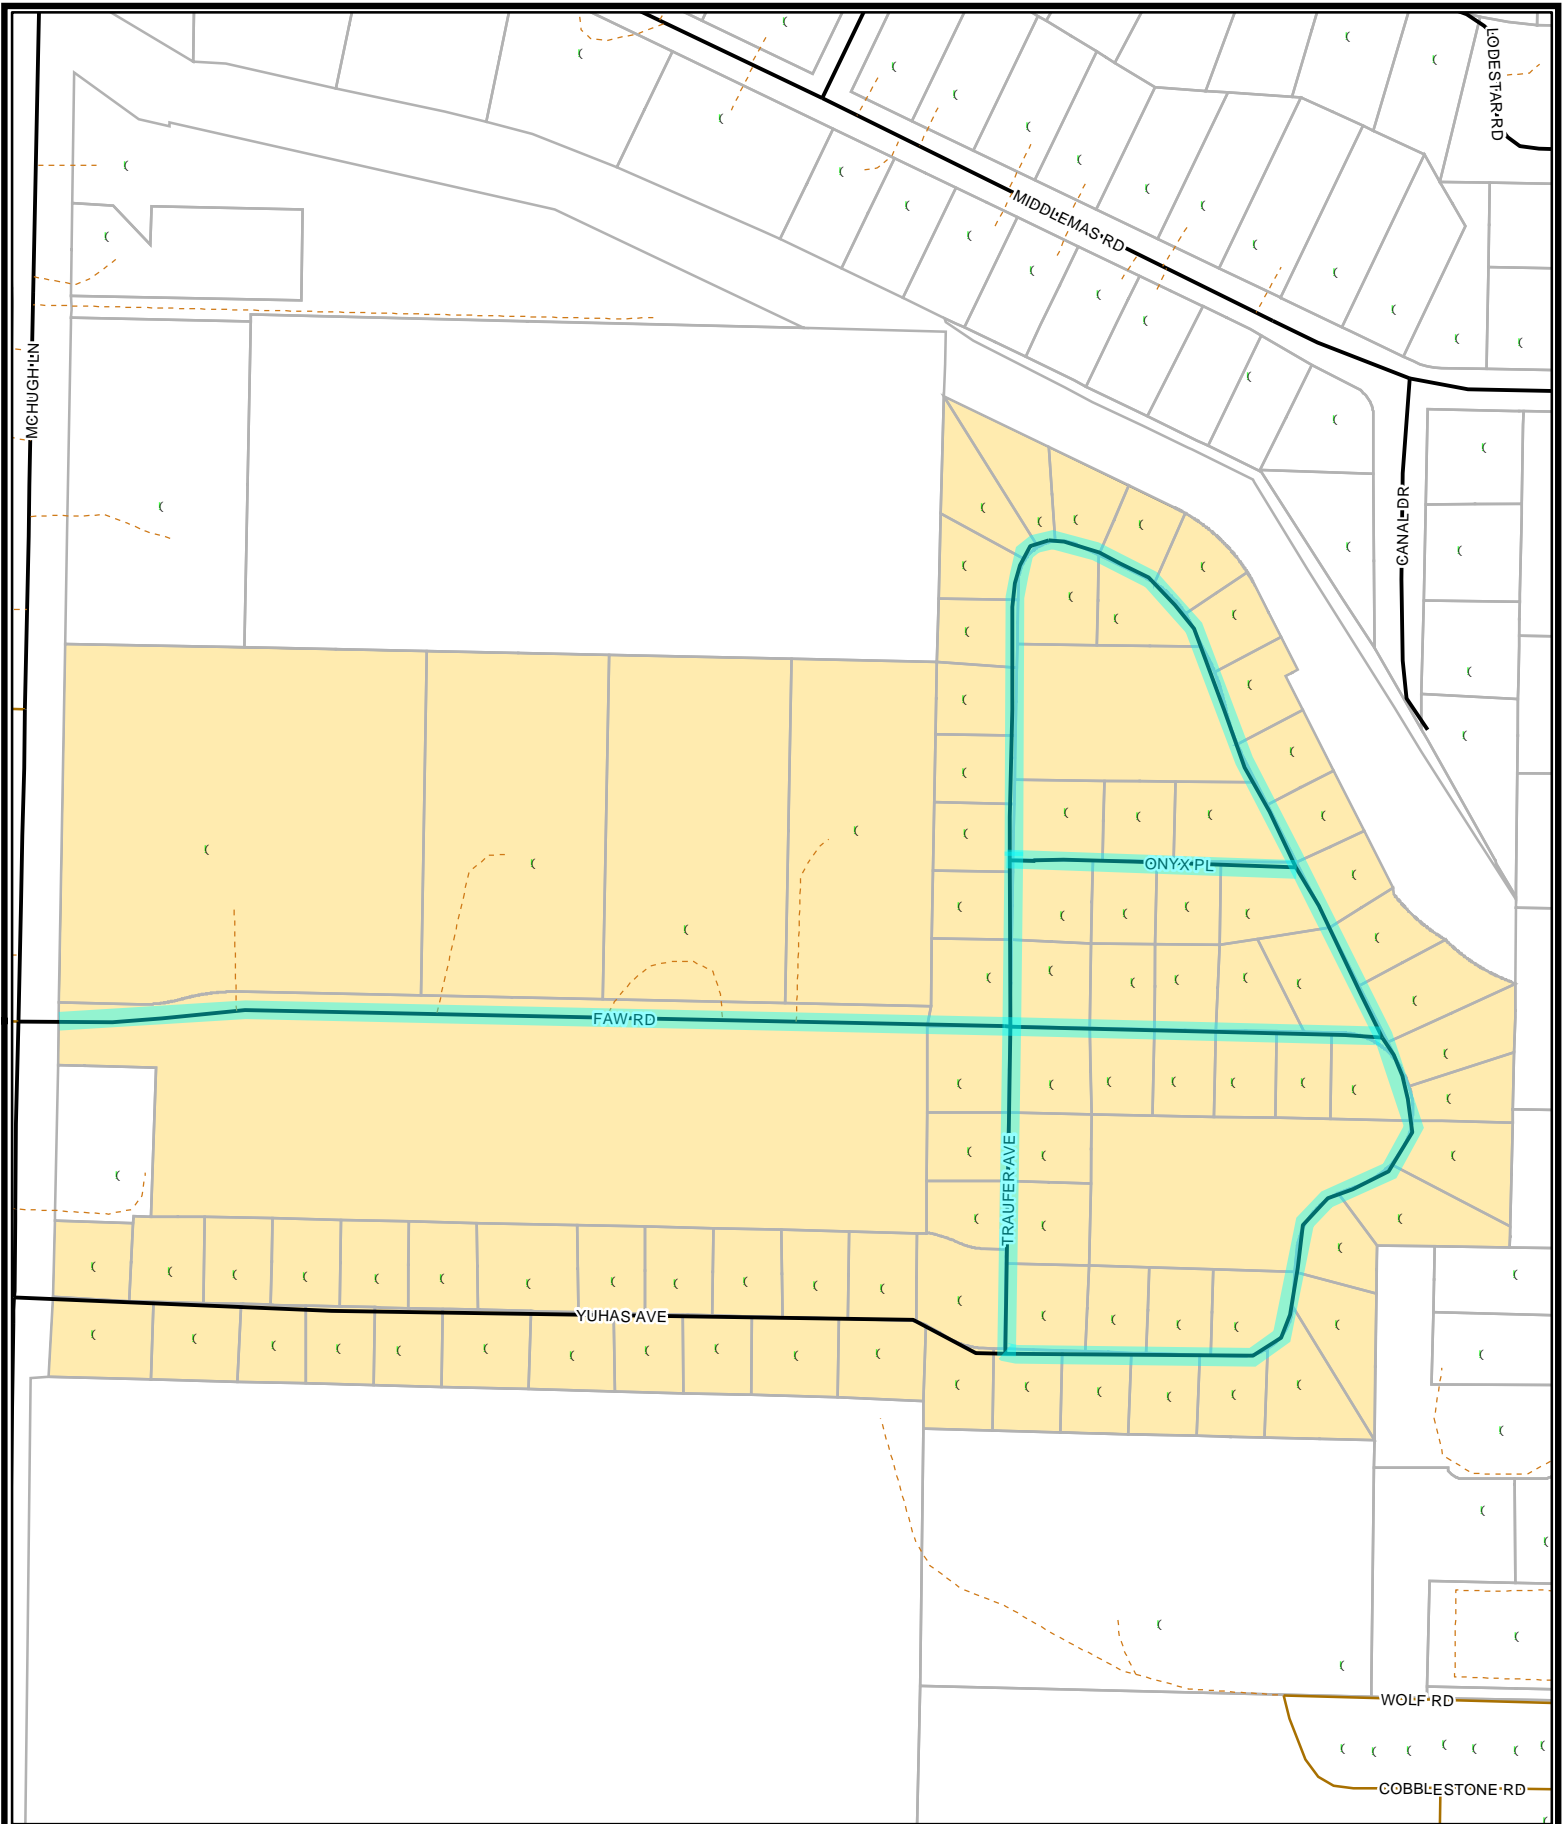 LODESTAR RD
MIDDLEMAS RD
MCHUGH LN
CANAL DR
ONYX PL
FAW RD
TRAUFER AVE
YUHAS AVE
WOLF RD
COBBLESTONE RD